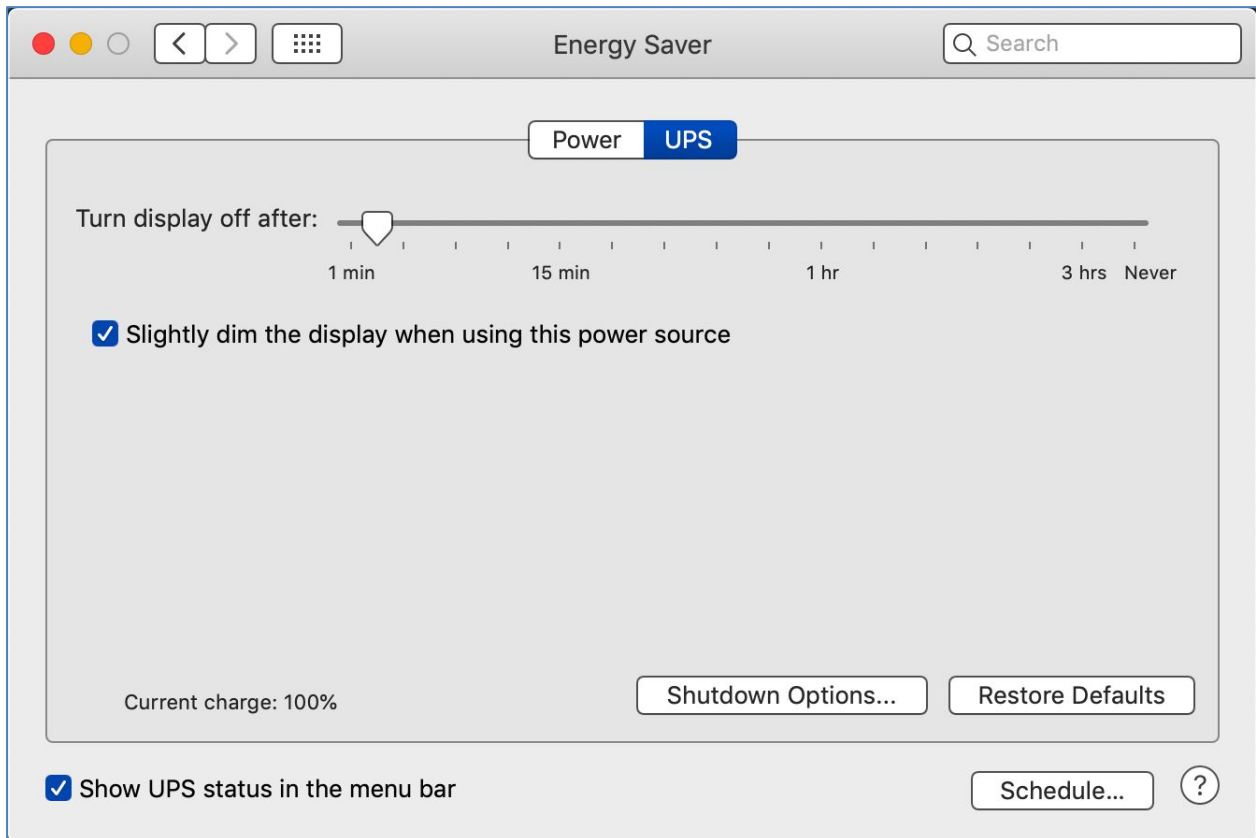 Energy Saver
Search
Power
UPS
Turn display off after:
1 min
15 min
1 hr
3 hrs
Never
Slightly dim the display when using this power source
Current charge: 100%
Shutdown Options...
Restore Defaults
Show UPS status in the menu bar
Schedule...
?